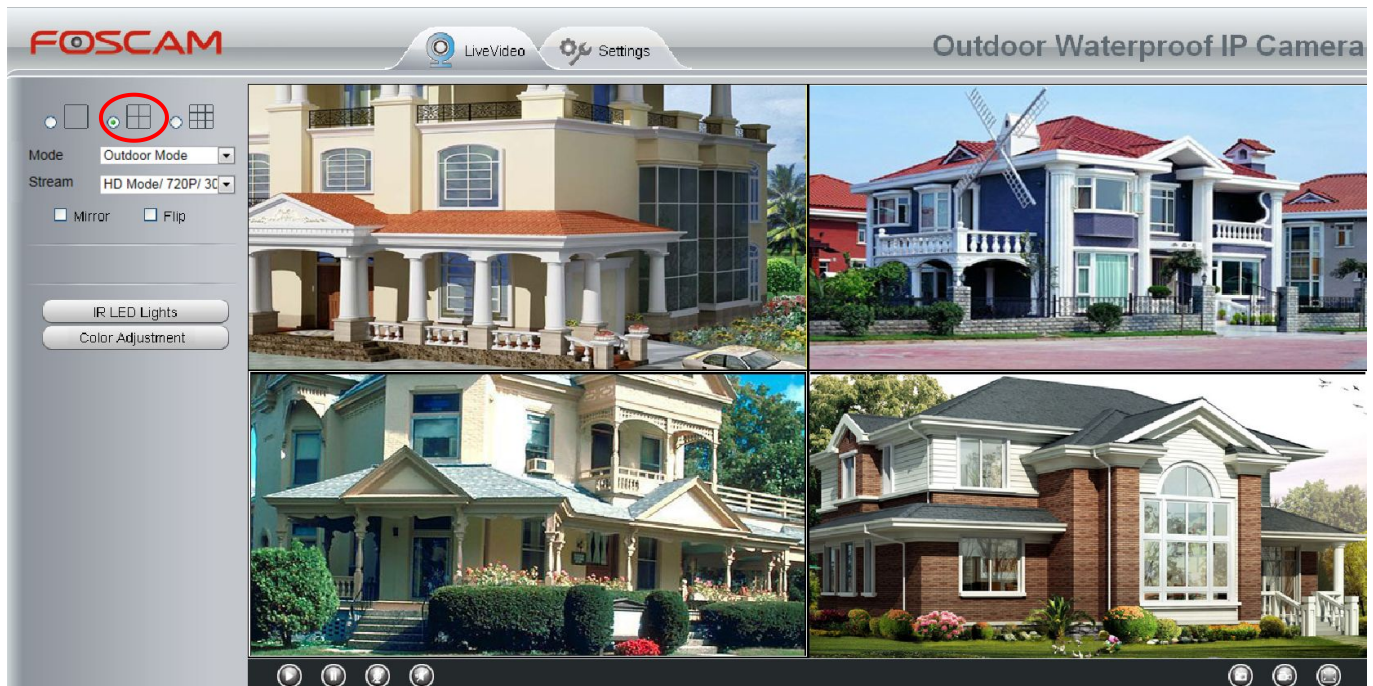 FOSCAM
LiveVideo
Settings
Outdoor Waterproof IP Camera
Mode
Outdoor Mode
Stream
HD Mode/ 720P/ 30
Mirror
Flip
IR LED Lights
Color Adjustment